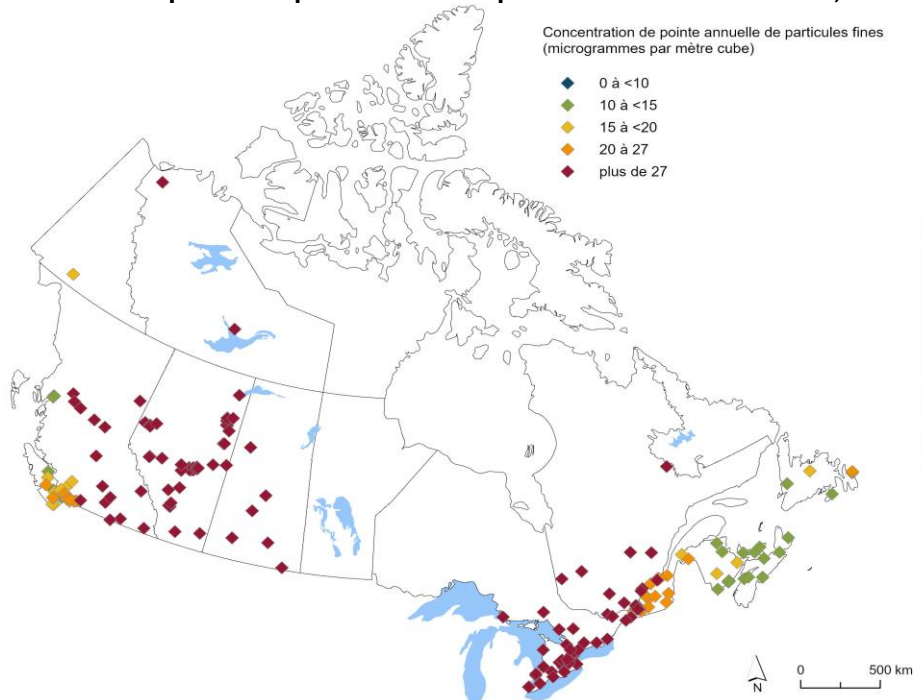 Concentration de pointe annuelle de particules fines
(microgrammes par mètre cube)
0 à <10
10 à <15
15 à <20
20 à 27
plus de 27
N
0 500 km